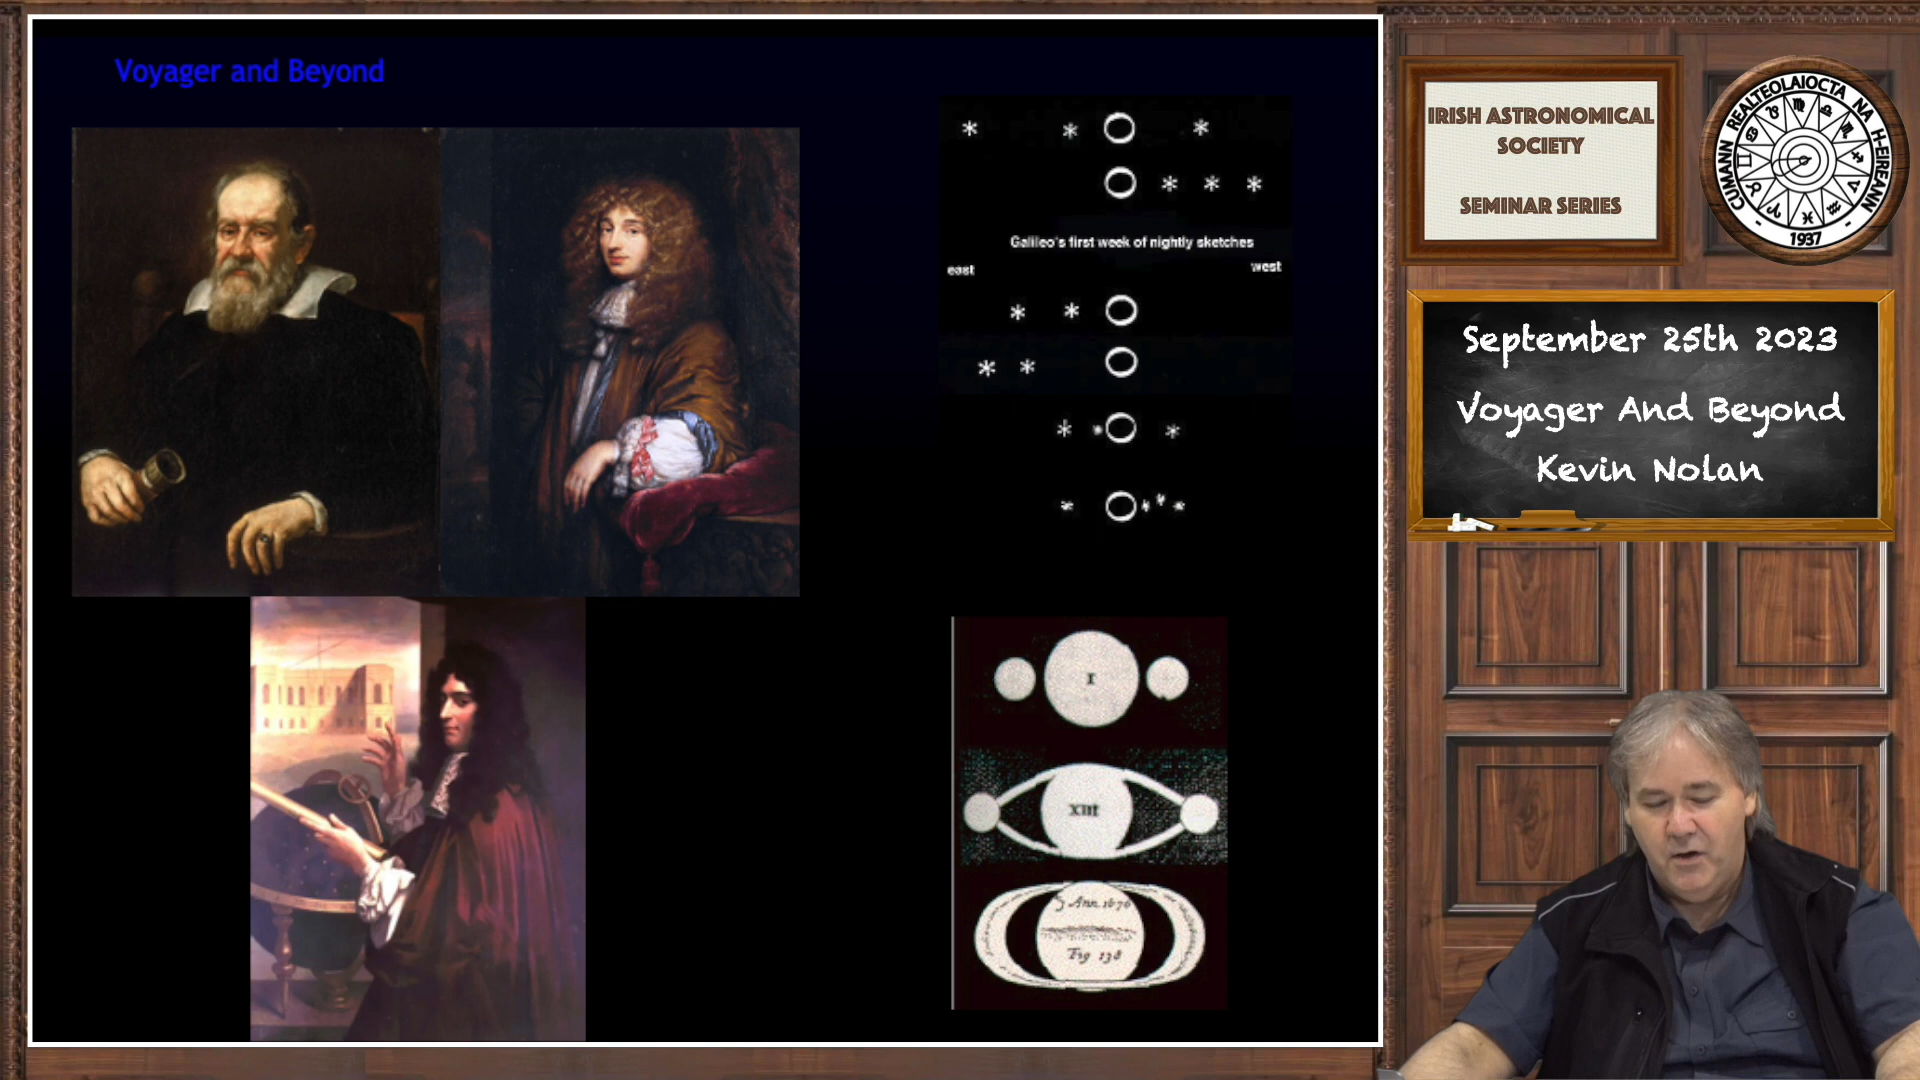 Voyager and Beyond
Galileo's first week of nightly sketches
east
west
I
XIII
Ann. 1676
Fig 138
IRISH ASTRONOMICAL
SOCIETY
SEMINAR SERIES
CUMANN REALTEOLAIOCTA NA H-EIREANN
- 1937 -
September 25th 2023
Voyager And Beyond
Kevin Nolan